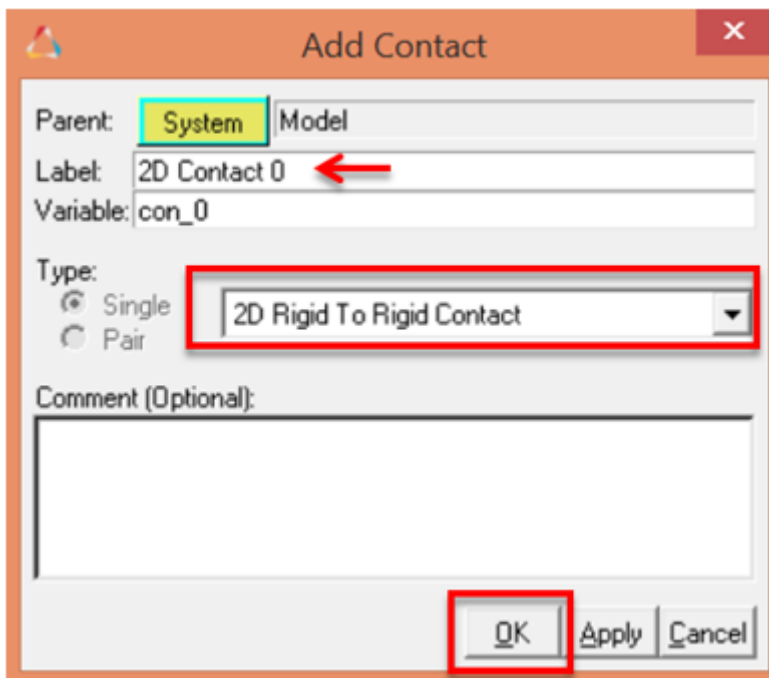 Add Contact
Parent: System Model
Label: 2D Contact 0
Variable: con_0
Type:
Single
2D Rigid To Rigid Contact
Pair
Comment (Optional):
OK Apply Cancel